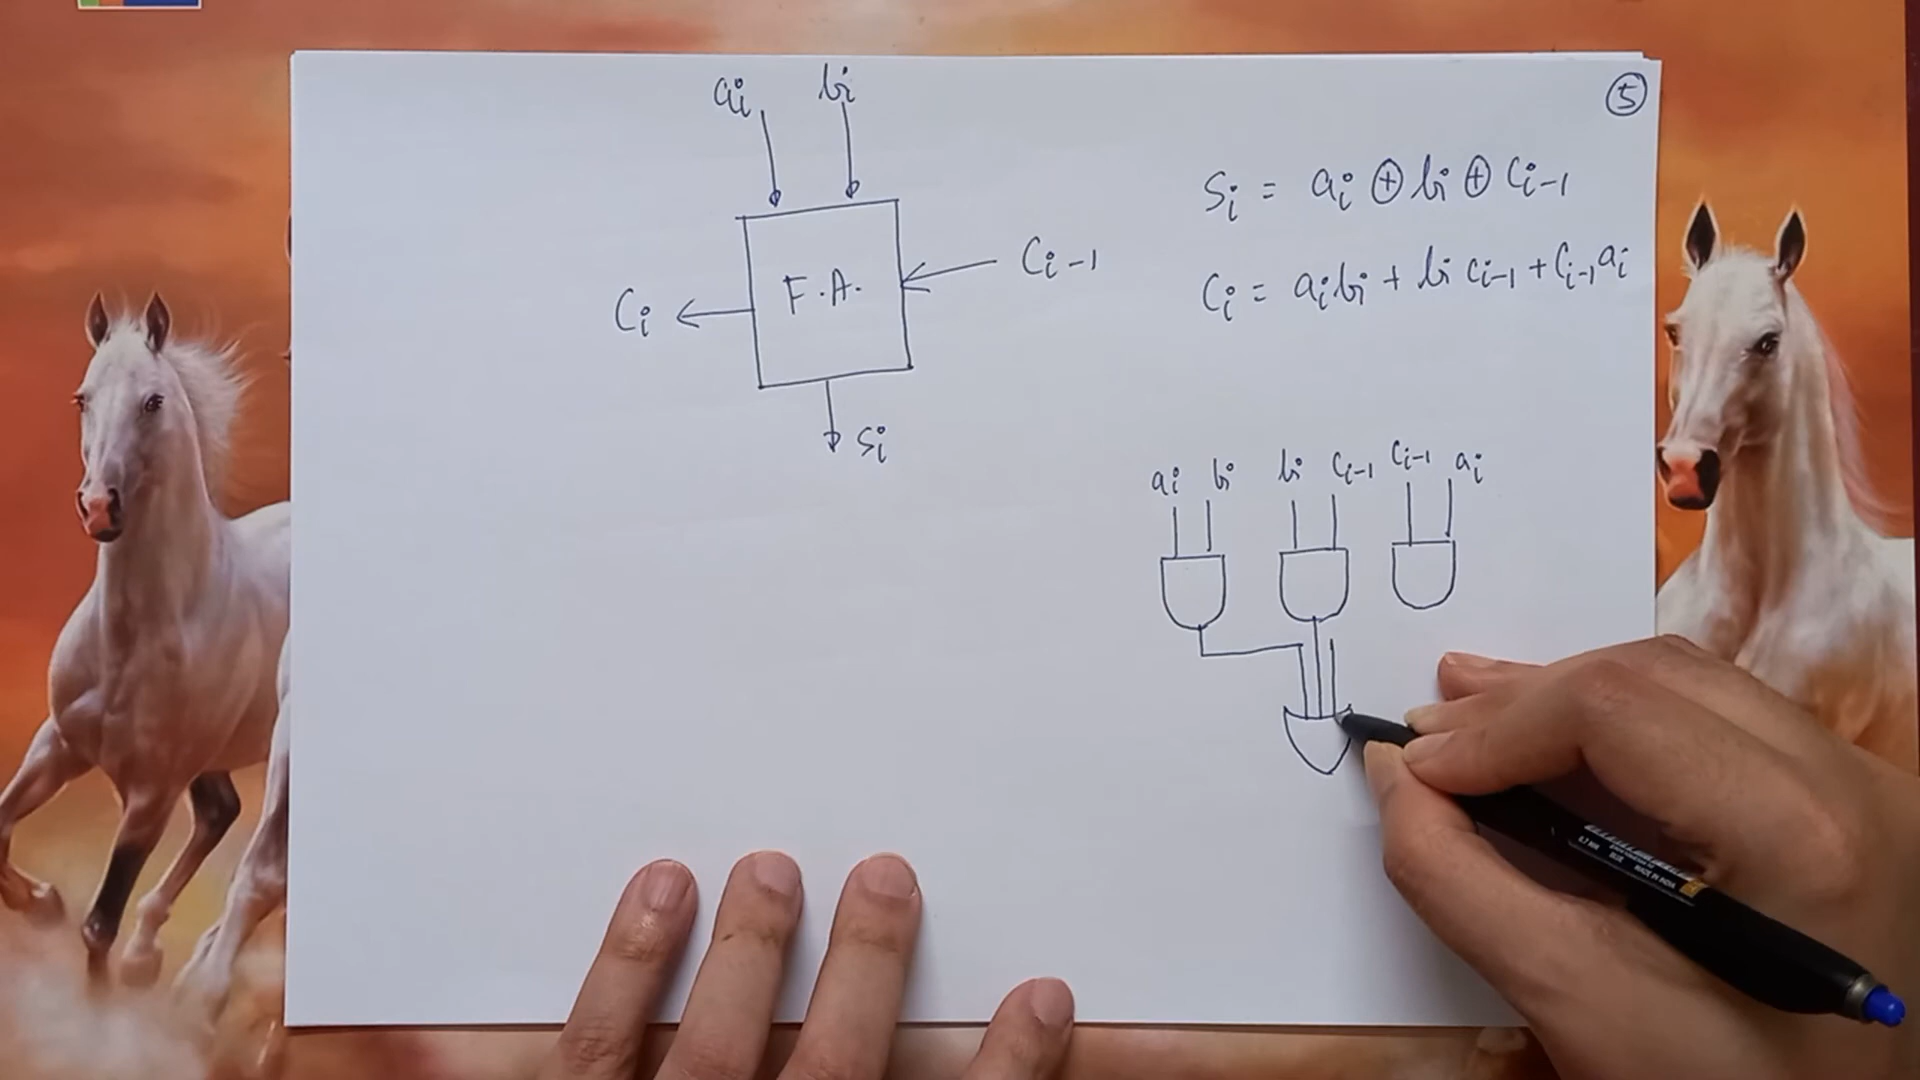 aᵢ bᵢ
⑤
Sᵢ = aᵢ ⊕ bᵢ ⊕ Cᵢ₋₁
Cᵢ₋₁
F.A.
Cᵢ
Cᵢ = aᵢbᵢ + bᵢ Cᵢ₋₁ + Cᵢ₋₁aᵢ
Sᵢ
aᵢ bᵢ bᵢ Cᵢ₋₁ Cᵢ₋₁ aᵢ